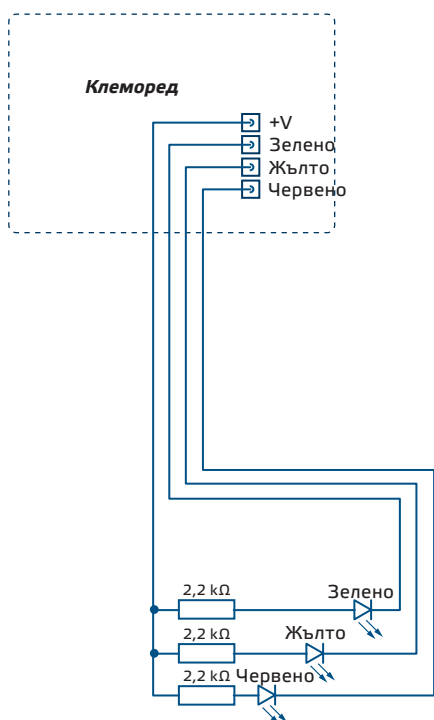 Клеморед
+V
Зелено
Жълто
Червено
2,2 kΩ
Зелено
2,2 kΩ
Жълто
2,2 kΩ
Червено